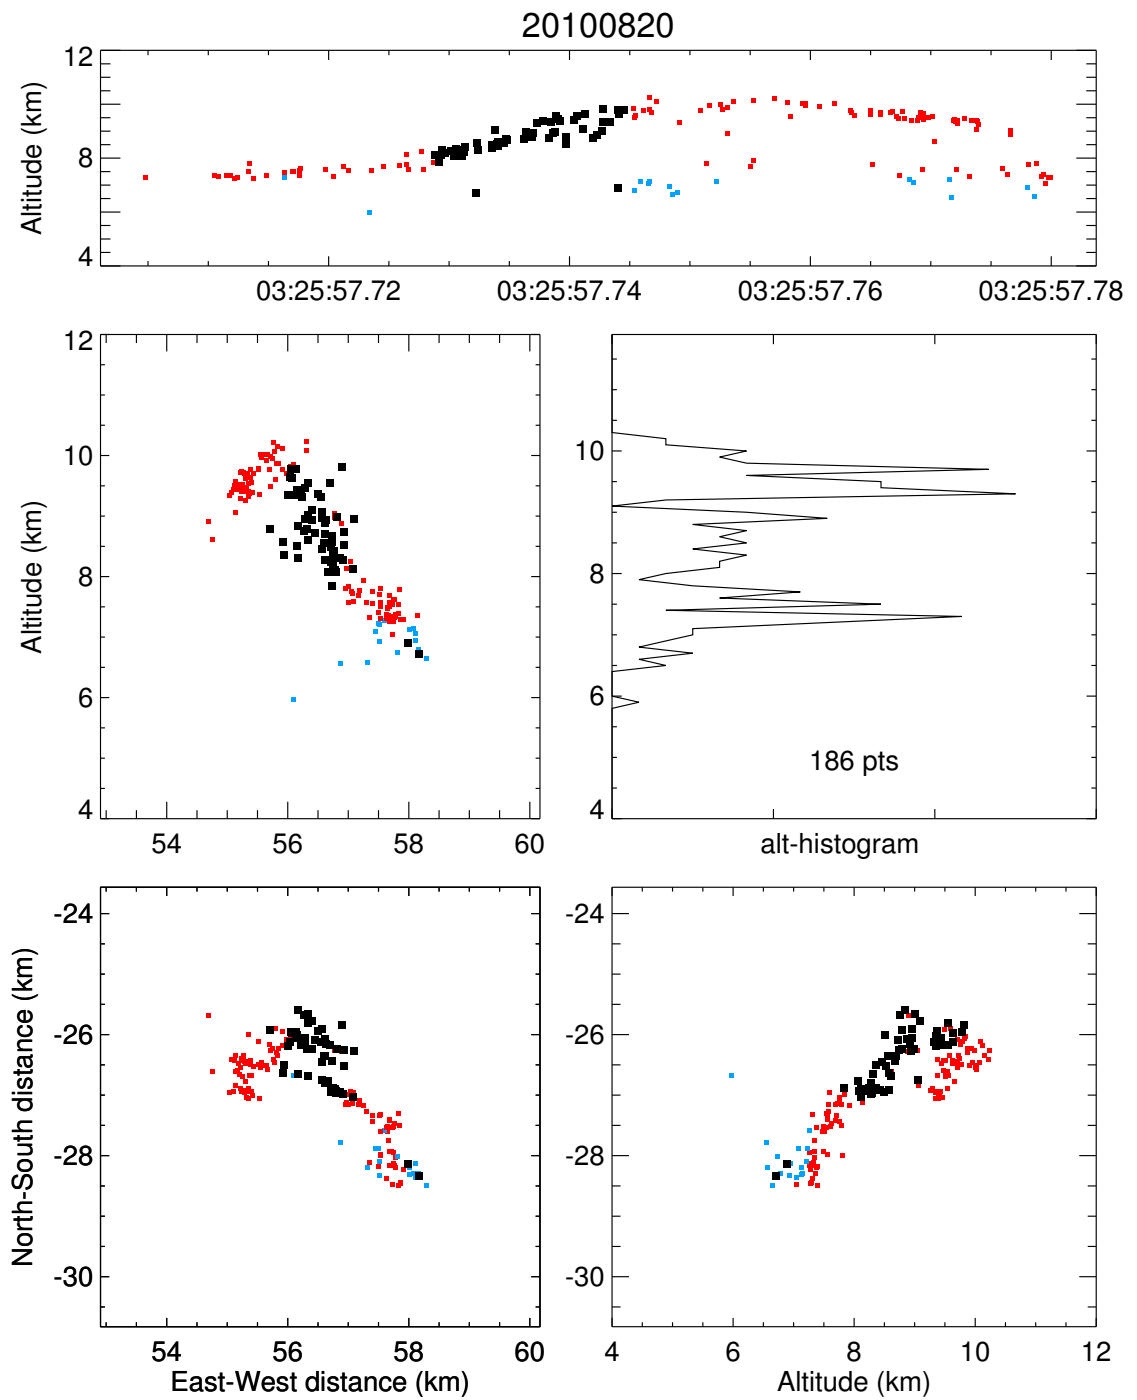 20100820
12
8
4
Altitude (km)
03:25:57.72 03:25:57.74 03:25:57.76 03:25:57.78
12
10
8
6
4
Altitude (km)
54 56 58 60
10
8
6
4
186 pts
alt-histogram
-24
-26
-28
-30
North-South distance (km)
54 56 58 60
East-West distance (km)
-24
-26
-28
-30
4 6 8 10 12
Altitude (km)